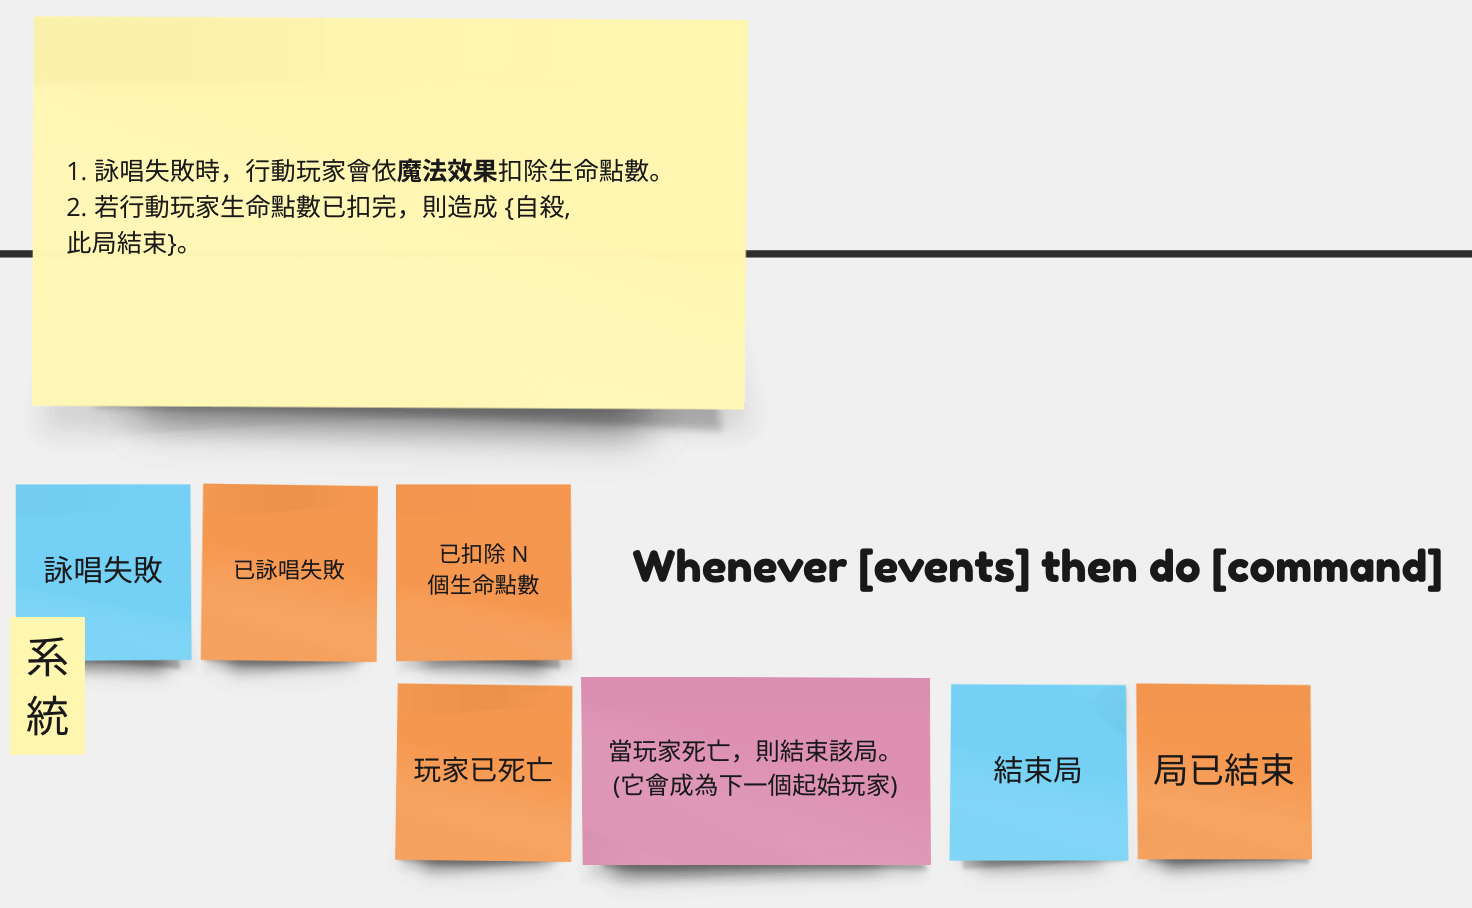 1. 詠唱失敗時，行動玩家會依魔法效果扣除生命點數。
2. 若行動玩家生命點數已扣完，則造成 {自殺,
此局結束}。
詠唱失敗
已詠唱失敗
已扣除 N
個生命點數
Whenever [events] then do [command]
系
統
玩家已死亡
當玩家死亡，則結束該局。
(它會成為下一個起始玩家)
結束局
局已結束